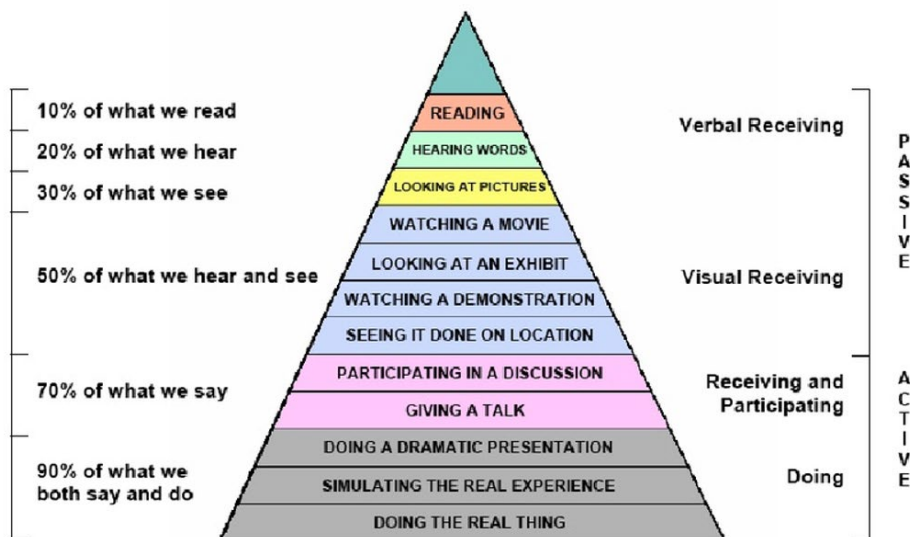 10% of what we read
READING
Verbal Receiving
20% of what we hear
HEARING WORDS
30% of what we see
LOOKING AT PICTURES
WATCHING A MOVIE
50% of what we hear and see
LOOKING AT AN EXHIBIT
Visual Receiving
WATCHING A DEMONSTRATION
SEEING IT DONE ON LOCATION
PASSIVE
70% of what we say
PARTICIPATING IN A DISCUSSION
Receiving and
Participating
GIVING A TALK
90% of what we
both say and do
DOING A DRAMATIC PRESENTATION
SIMULATING THE REAL EXPERIENCE
Doing
DOING THE REAL THING
ACTIVE